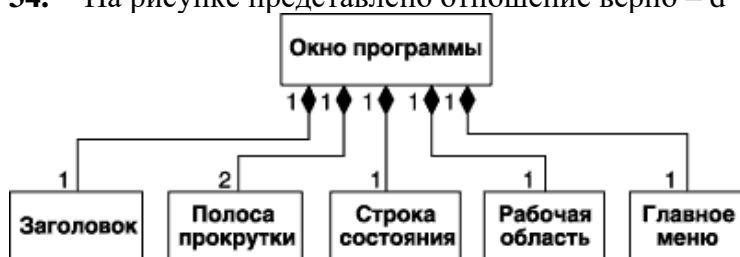 34. На рисунке представлено отношение верно – d
Окно программы
1 1 1 1 1
1 2 1 1 1
Заголовок
Полоса прокрутки
Строка состояния
Рабочая область
Главное меню